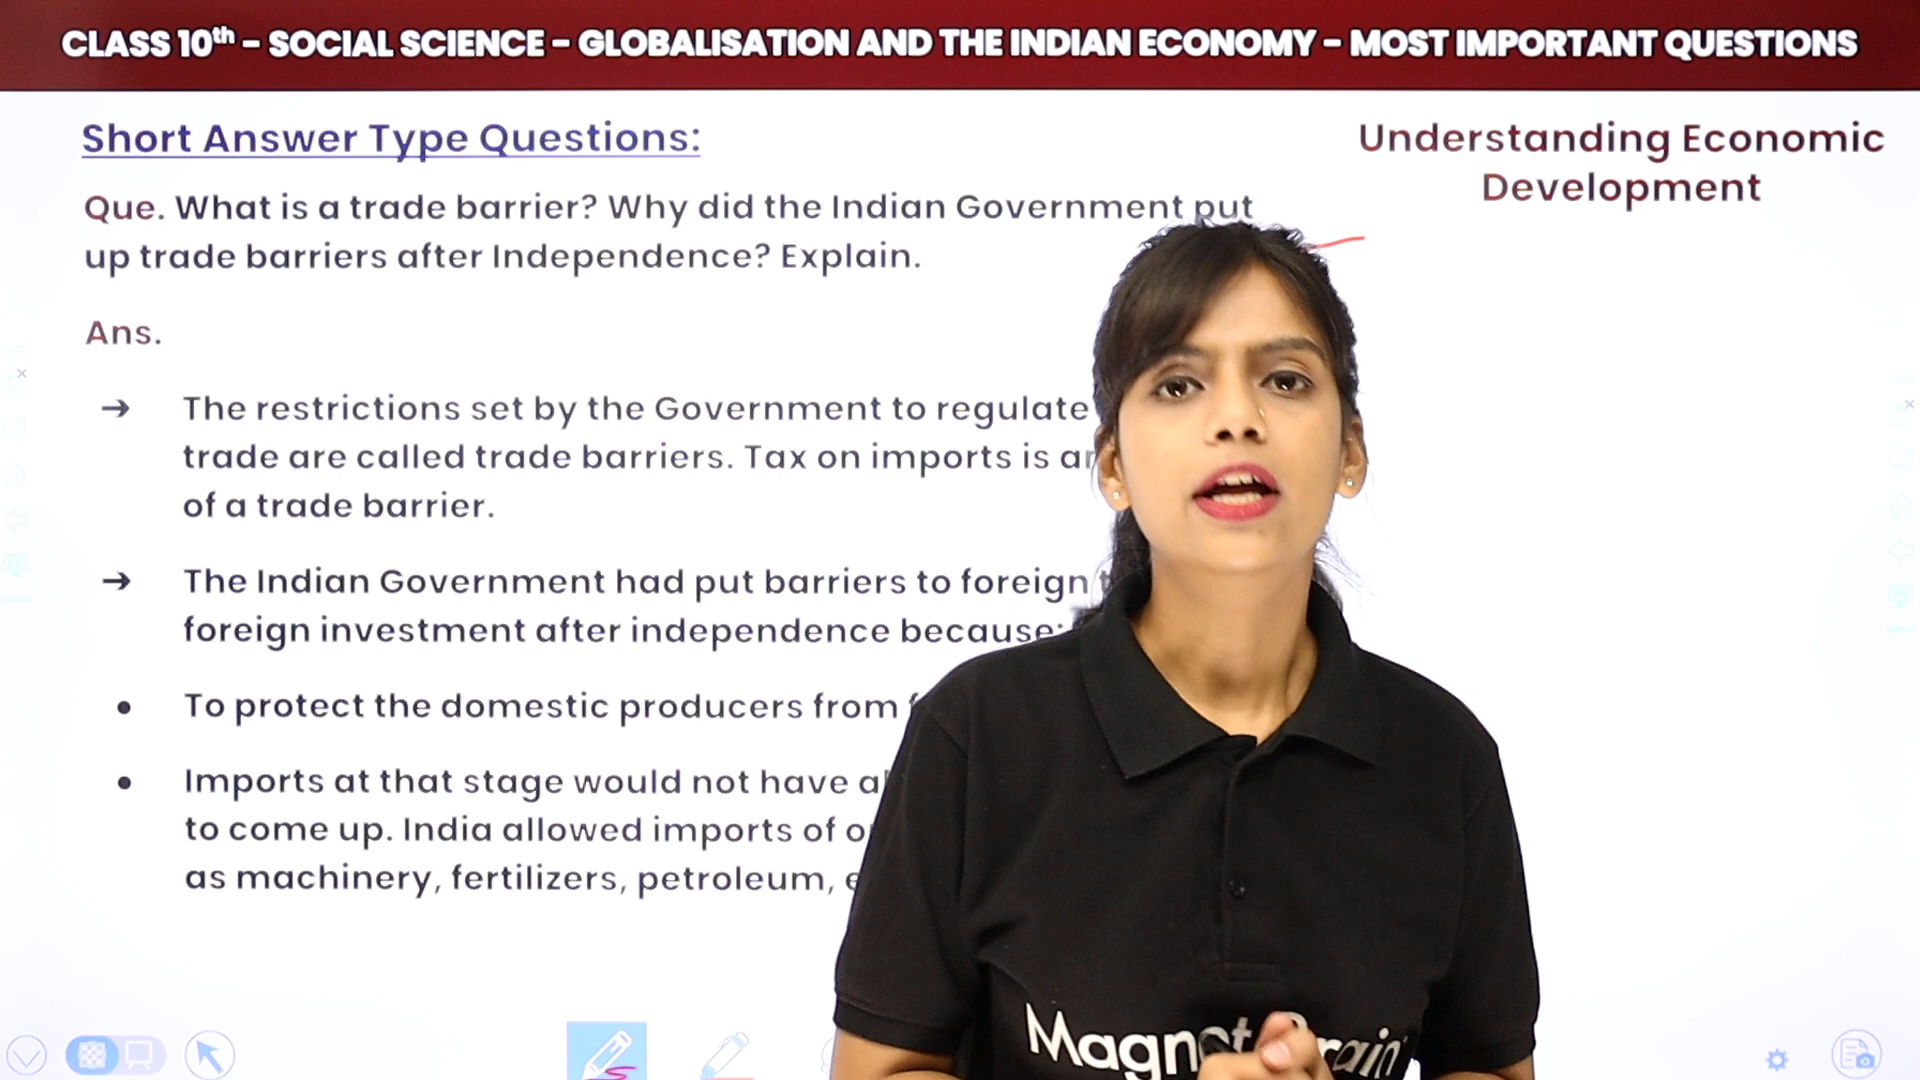 CLASS 10th - SOCIAL SCIENCE - GLOBALISATION AND THE INDIAN ECONOMY - MOST IMPORTANT QUESTIONS
Short Answer Type Questions:
Understanding Economic
Development
Que. What is a trade barrier? Why did the Indian Government put
up trade barriers after Independence? Explain.
Ans.
→ The restrictions set by the Government to regulate
trade are called trade barriers. Tax on imports is
of a trade barrier.
→ The Indian Government had put barriers to foreign
foreign investment after independence because:
• To protect the domestic producers from
• Imports at that stage would not have
to come up. India allowed imports of
as machinery, fertilizers, petroleum,